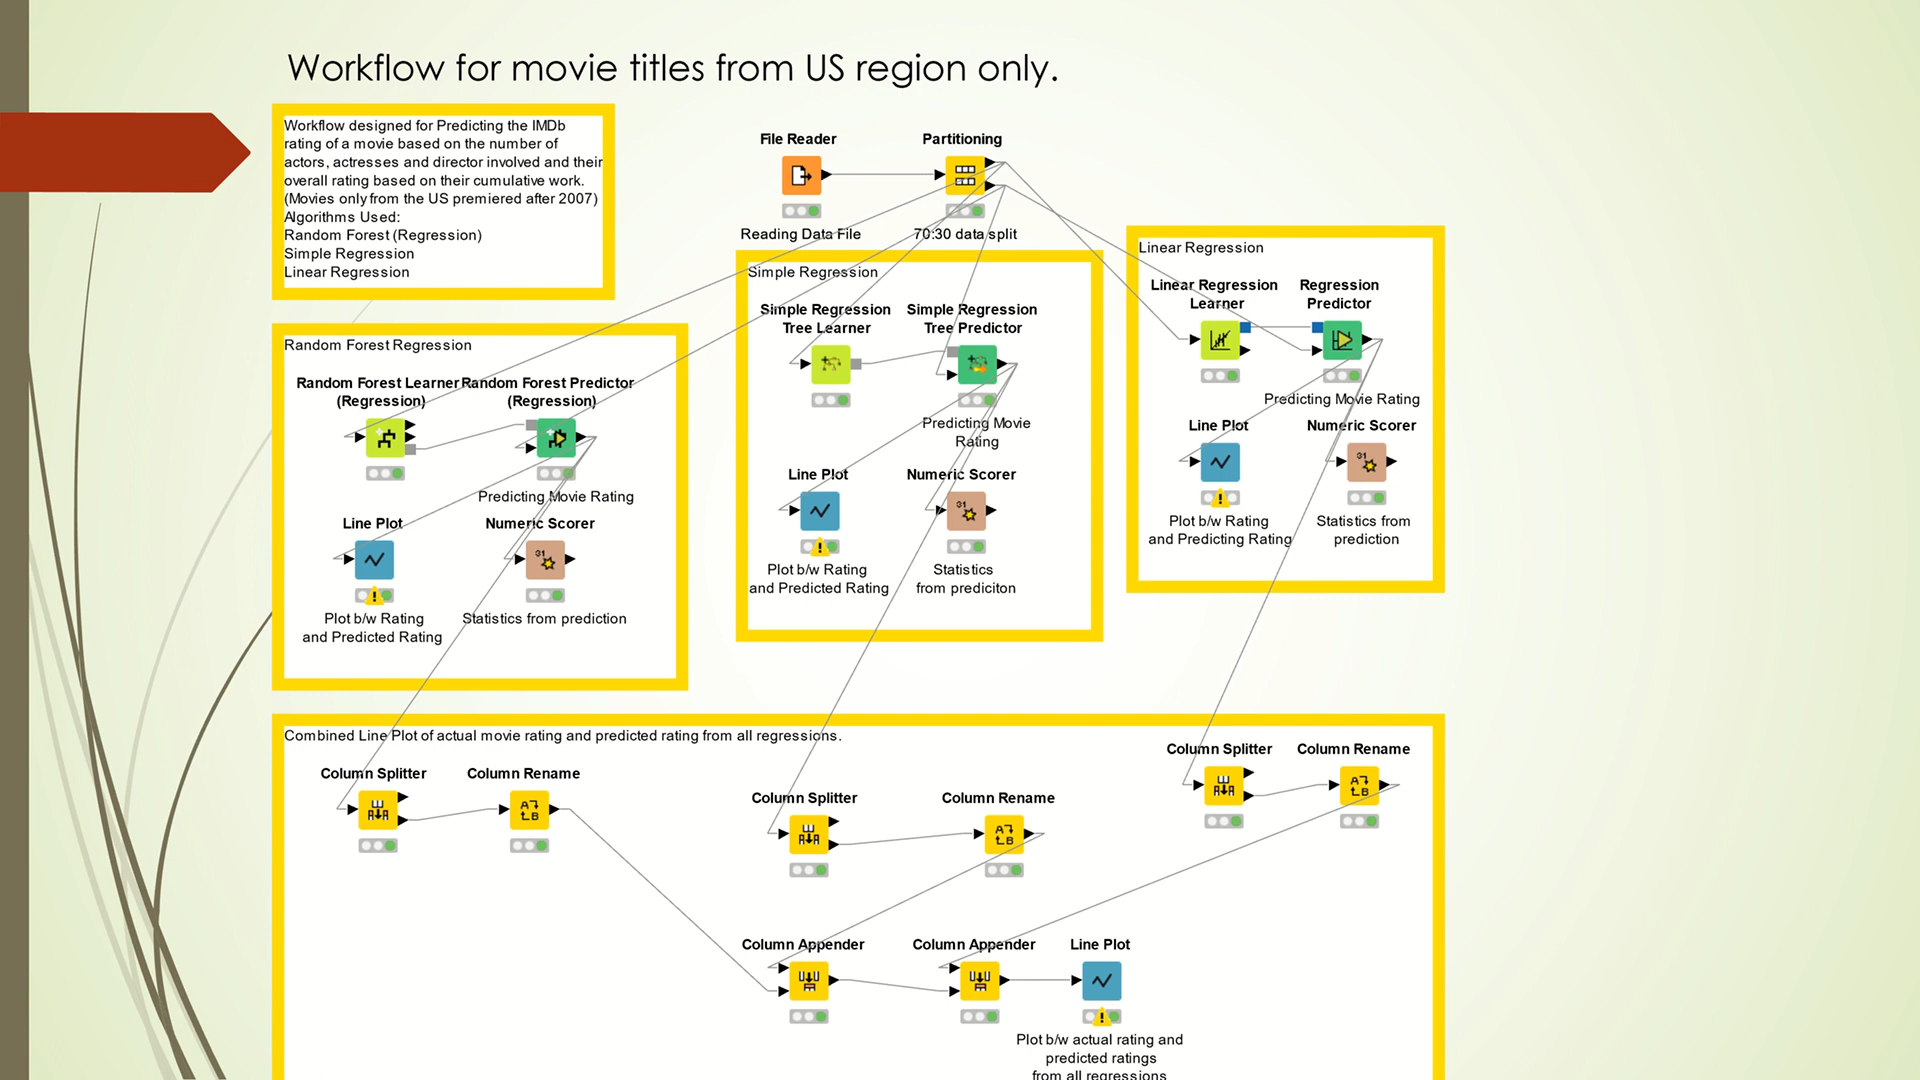 Workflow for movie titles from US region only.
Workflow designed for Predicting the IMDb
rating of a movie based on the number of
actors, actresses and director involved and their
overall rating based on their cumulative work.
(Movies only from the US premiered after 2007)
Algorithms Used:
Random Forest (Regression)
Simple Regression
Linear Regression
File Reader
Reading Data File
Partitioning
70:30 data split
Random Forest Regression
Random Forest Learner
(Regression)
Random Forest Predictor
(Regression)
Predicting Movie Rating
Line Plot
Plot b/w Rating
and Predicted Rating
Numeric Scorer
Statistics from prediction
Simple Regression
Simple Regression
Tree Learner
Simple Regression
Tree Predictor
Predicting Movie
Rating
Line Plot
Plot b/w Rating
and Predicted Rating
Numeric Scorer
Statistics
from prediciton
Linear Regression
Linear Regression
Learner
Regression
Predictor
Predicting Movie Rating
Line Plot
Plot b/w Rating
and Predicting Rating
Numeric Scorer
Statistics from
prediction
Combined Line Plot of actual movie rating and predicted rating from all regressions.
Column Splitter
Column Rename
Column Splitter
Column Rename
Column Splitter
Column Rename
Column Appender
Column Appender
Line Plot
Plot b/w actual rating and
predicted ratings
from all regressions